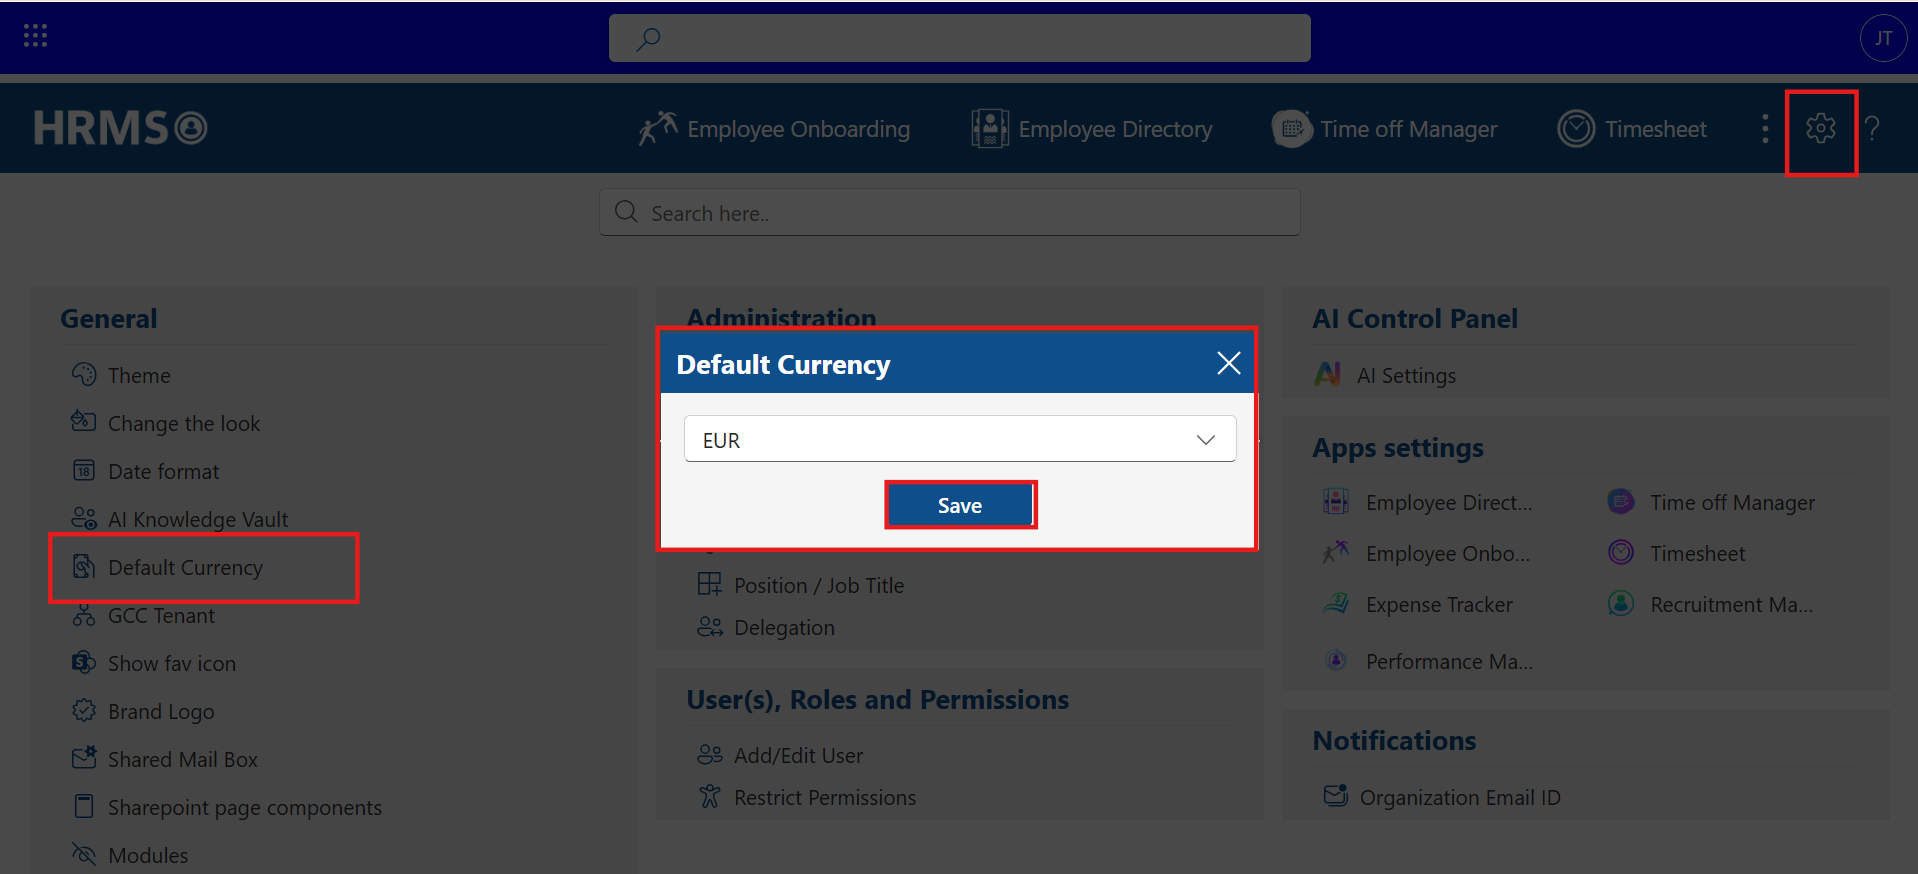 JT
HRMS
Employee Onboarding
Employee Directory
Time off Manager
Timesheet
?
Search here..
General
Theme
Change the look
18
Date format
AI Knowledge Vault
Default Currency
GCC Tenant
S
Show fav icon
Brand Logo
Shared Mail Box
Sharepoint page components
Modules
Administration
Default Currency
EUR
Save
Position / Job Title
Delegation
User(s), Roles and Permissions
Add/Edit User
Restrict Permissions
AI Control Panel
AI
AI Settings
Apps settings
Employee Direct...
Time off Manager
Employee Onbo...
Timesheet
Expense Tracker
Recruitment Ma...
Performance Ma...
Notifications
Organization Email ID